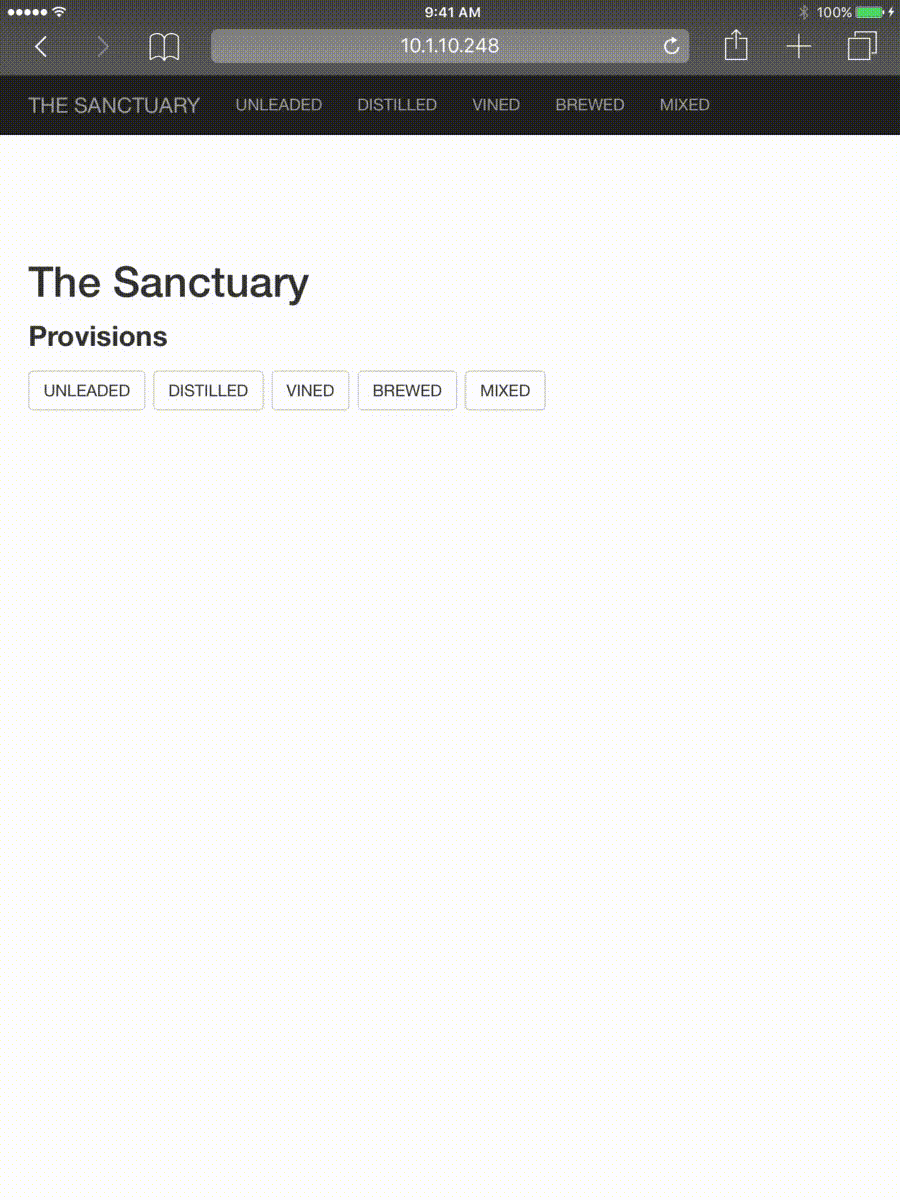 9:41 AM 100%
10.1.10.248
THE SANCTUARY UNLEADED DISTILLED VINED BREWED MIXED
The Sanctuary
Provisions
UNLEADED DISTILLED VINED BREWED MIXED